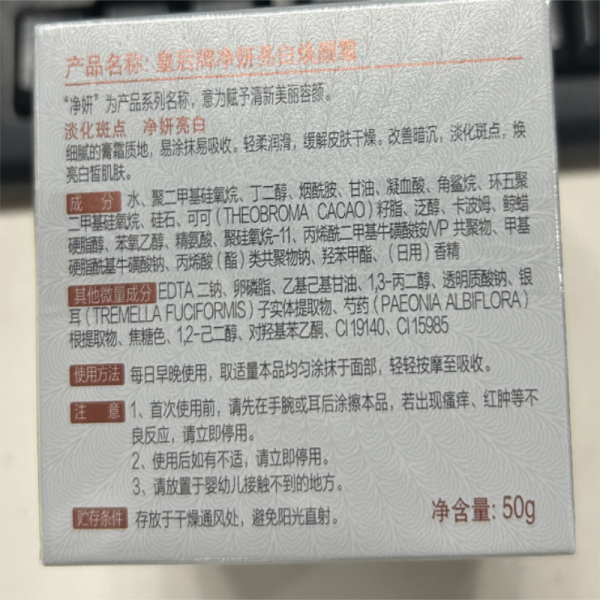 产品名称: 皇后牌净妍亮白焕颜霜
“净妍”为产品系列名称，意为赋予清新美丽容颜。
淡化斑点 净妍亮白
细腻的膏霜质地，易涂抹易吸收。轻柔润滑，缓解皮肤干燥。改善暗沉，淡化斑点，焕
亮白皙肌肤。
成分 水、聚二甲基硅氧烷、丁二醇、烟酰胺、甘油、凝血酸、角鲨烷、环五聚
二甲基硅氧烷、硅石、可可（THEOBROMA CACAO）籽脂、泛醇、卡波姆、鲸蜡
硬脂醇、苯氧乙醇、精氨酸、聚硅氧烷-11、丙烯酰二甲基牛磺酸铵/VP 共聚物、甲基
硬脂酰基牛磺酸钠、丙烯酸（酯）类共聚物钠、羟苯甲酯、（日用）香精
其他微量成分 EDTA 二钠、卵磷脂、乙基己基甘油、1,3-丙二醇、透明质酸钠、银
耳（TREMELLA FUCIFORMIS）子实体提取物、芍药（PAEONIA ALBIFLORA）
根提取物、焦糖色、1,2-己二醇、对羟基苯乙酮、CI 19140、CI 15985
使用方法 每日早晚使用，取适量本品均匀涂抹于面部，轻轻按摩至吸收。
注意 1、首次使用前，请先在手腕或耳后涂擦本品，若出现瘙痒、红肿等不
良反应，请立即停用。
2、使用后如有不适，请立即停用。
3、请放置于婴幼儿接触不到的地方。
贮存条件 存放于干燥通风处，避免阳光直射。
净含量: 50g